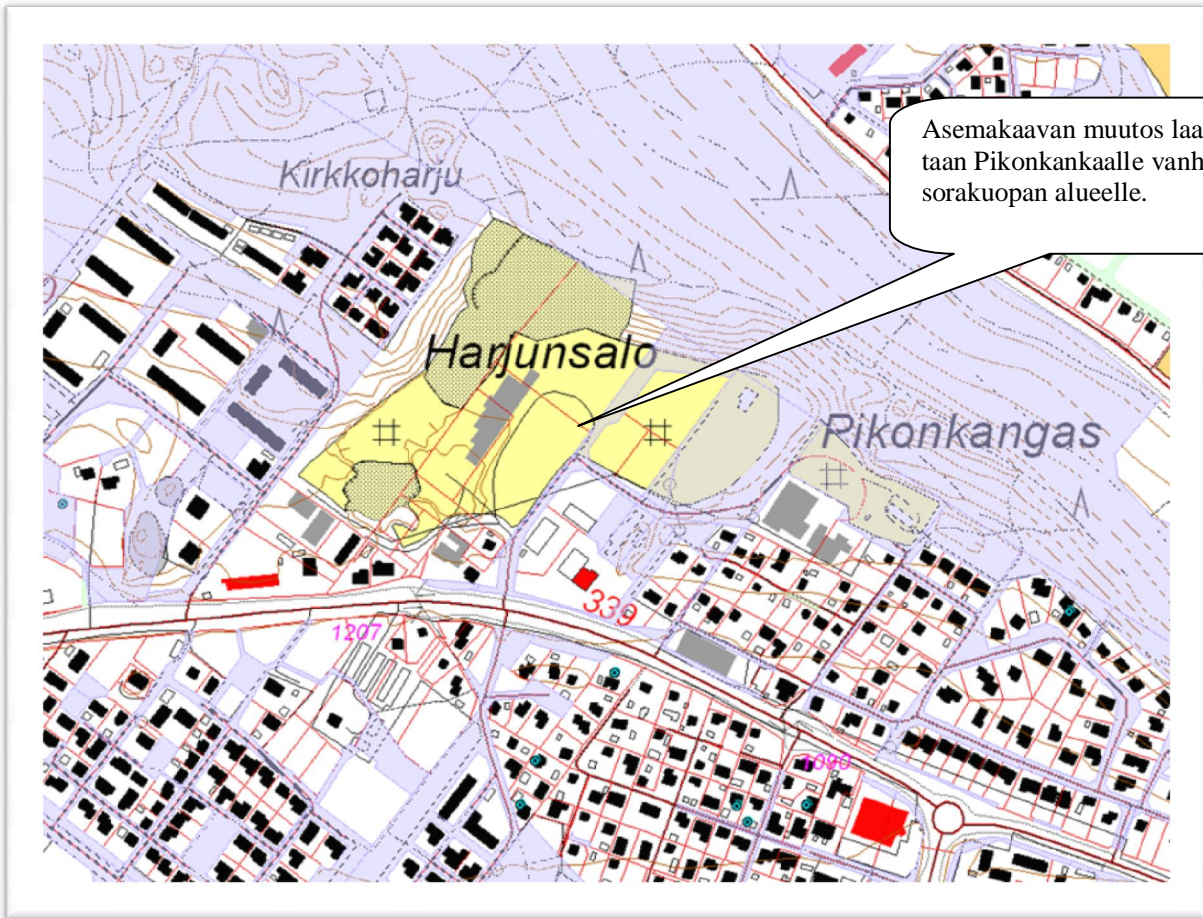 Asemakaavan muutos laa
taan Pikonkankaalle vanh
sorakuopan alueelle.
Kirkkoharju
Harjunsalo
Pikonkangas
339
1207
1090